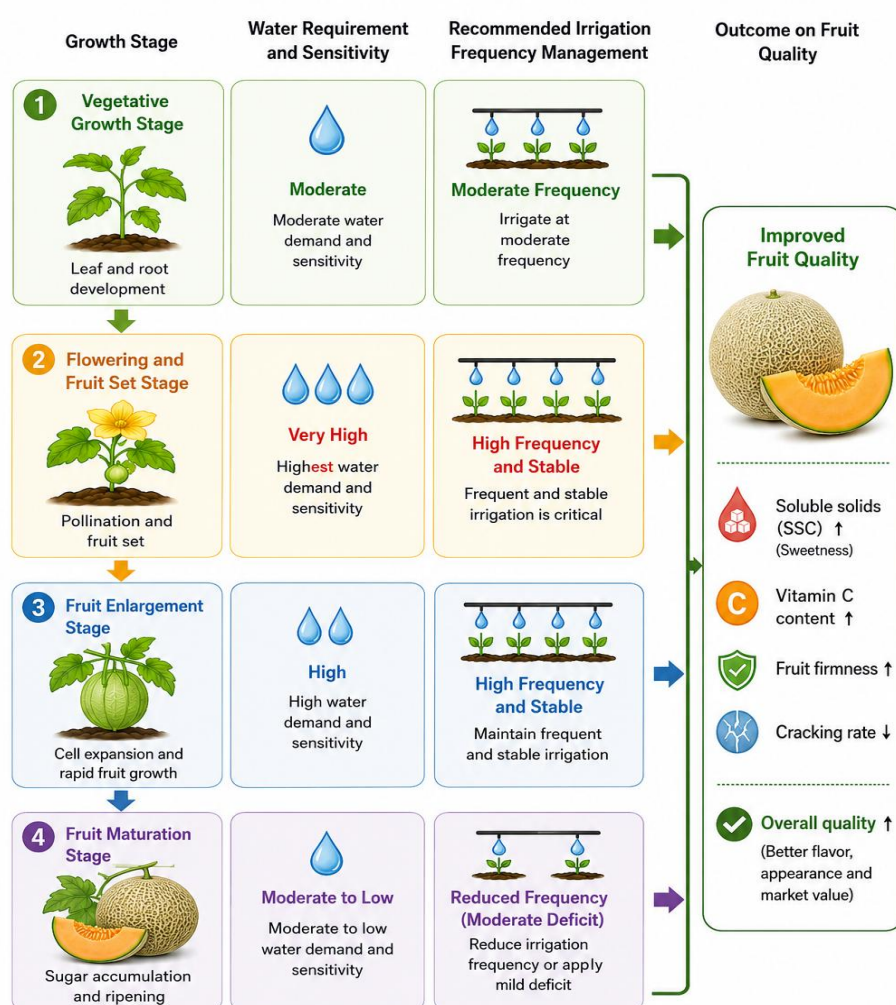 Growth Stage
Water Requirement
and Sensitivity
Recommended Irrigation
Frequency Management
Outcome on Fruit
Quality
1
Vegetative
Growth Stage
Leaf and root
development
Moderate
Moderate water
demand and
sensitivity
Moderate Frequency
Irrigate at
moderate
frequency
2
Flowering and
Fruit Set Stage
Pollination and
fruit set
Very High
Highest water
demand and
sensitivity
High Frequency
and Stable
Frequent and stable
irrigation is critical
3
Fruit Enlargement
Stage
Cell expansion and
rapid fruit growth
High
High water
demand and
sensitivity
High Frequency
and Stable
Maintain frequent
and stable irrigation
4
Fruit Maturation
Stage
Sugar accumulation
and ripening
Moderate to Low
Moderate to low
water demand and
sensitivity
Reduced Frequency
(Moderate Deficit)
Reduce irrigation
frequency or apply
mild deficit
Improved
Fruit Quality
Soluble solids
(SSC) ↑
(Sweetness)
C
Vitamin C
content ↑
Fruit firmness ↑
Cracking rate ↓
Overall quality ↑
(Better flavor,
appearance and
market value)